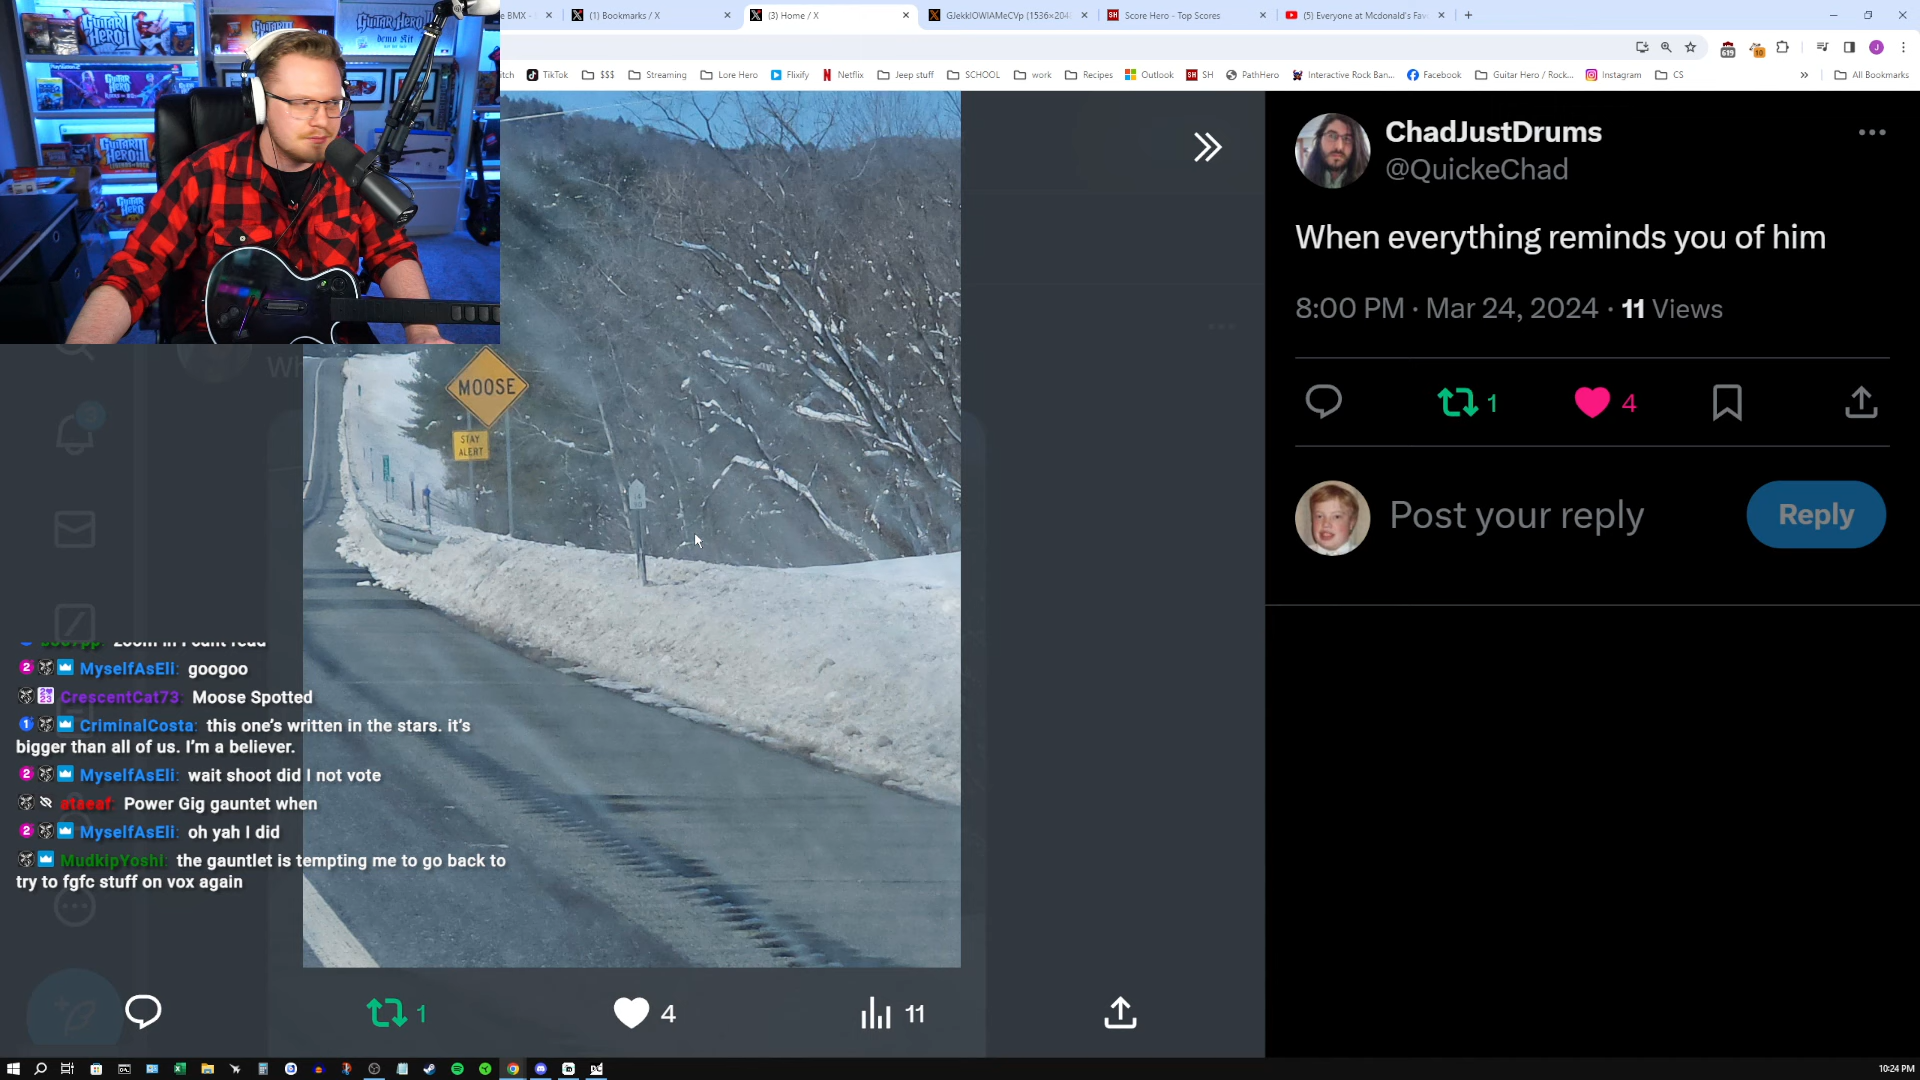 e BMX -
(1) Bookmarks / X
(3) Home / X
GJekkIOWIAMeCVp (1536×204
Score Hero - Top Scores
(5) Everyone at Mcdonald's Fav
itch
TikTok
$$$
Streaming
Lore Hero
Flixify
Netflix
Jeep stuff
SCHOOL
work
Recipes
Outlook
SH
PathHero
Interactive Rock Ban...
Facebook
Guitar Hero / Rock...
Instagram
CS
All Bookmarks
ChadJustDrums
@QuickeChad
When everything reminds you of him
8:00 PM · Mar 24, 2024 · 11 Views
1
4
Post your reply
Reply
MOOSE
STAY
ALERT
MyselfAsEli: googoo
CrescentCat73: Moose Spotted
CriminalCosta: this one's written in the stars. it's
bigger than all of us. I'm a believer.
MyselfAsEli: wait shoot did I not vote
ataeaf: Power Gig gauntet when
MyselfAsEli: oh yah I did
MudkipYoshi: the gauntlet is tempting me to go back to
try to fgfc stuff on vox again
1
4
11
10:24 PM